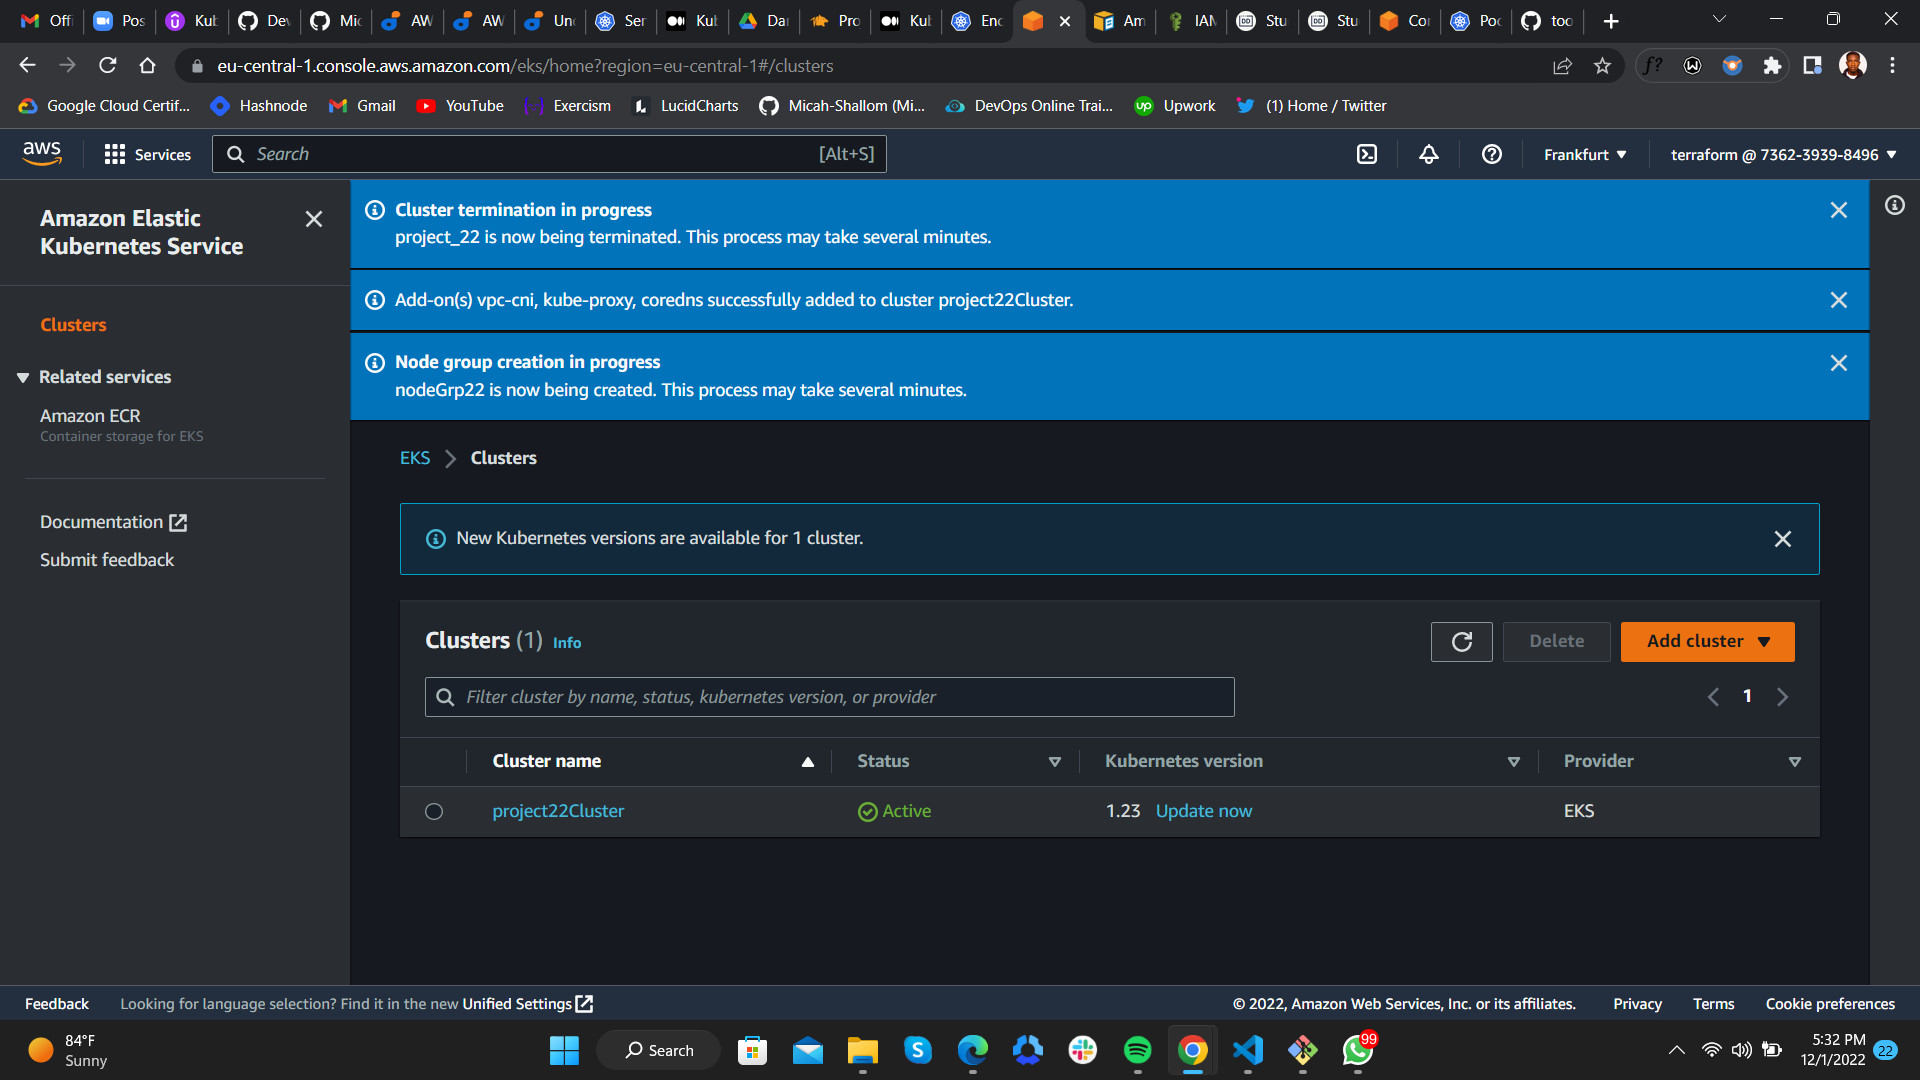 Off
Pos
Kub
Dev
Mic
AW
AW
Un
Ser
Kub
Dar
Pro
Kub
Enc
Am
IAM
Stu
Stu
Cor
Poc
too
eu-central-1.console.aws.amazon.com/eks/home?region=eu-central-1#/clusters
Google Cloud Certif...
Hashnode
Gmail
YouTube
Exercism
LucidCharts
Micah-Shallom (Mi...
DevOps Online Trai...
Upwork
(1) Home / Twitter
aws
Services
Search
[Alt+S]
Frankfurt
terraform @ 7362-3939-8496
Amazon Elastic
Kubernetes Service
Clusters
Related services
Amazon ECR
Container storage for EKS
Documentation
Submit feedback
Cluster termination in progress
project_22 is now being terminated. This process may take several minutes.
Add-on(s) vpc-cni, kube-proxy, coredns successfully added to cluster project22Cluster.
Node group creation in progress
nodeGrp22 is now being created. This process may take several minutes.
EKS
Clusters
New Kubernetes versions are available for 1 cluster.
Clusters (1) Info
Delete
Add cluster
Filter cluster by name, status, kubernetes version, or provider
1
Cluster name
Status
Kubernetes version
Provider
project22Cluster
Active
1.23 Update now
EKS
Feedback
Looking for language selection? Find it in the new Unified Settings
© 2022, Amazon Web Services, Inc. or its affiliates.
Privacy
Terms
Cookie preferences
84°F
Sunny
Search
99
5:32 PM
12/1/2022
22